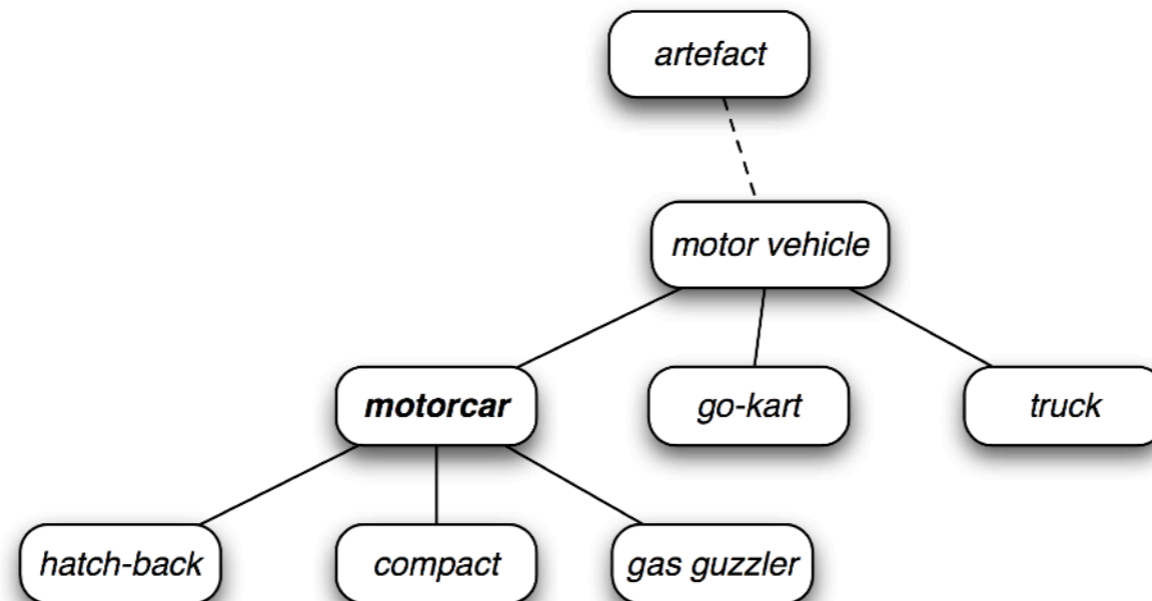 artefact
motor vehicle
motorcar
go-kart
truck
hatch-back
compact
gas guzzler